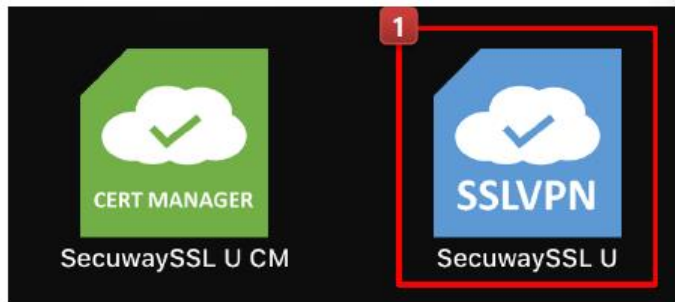 1
CERT MANAGER
SSLVPN
SecuwaySSL U CM
SecuwaySSL U